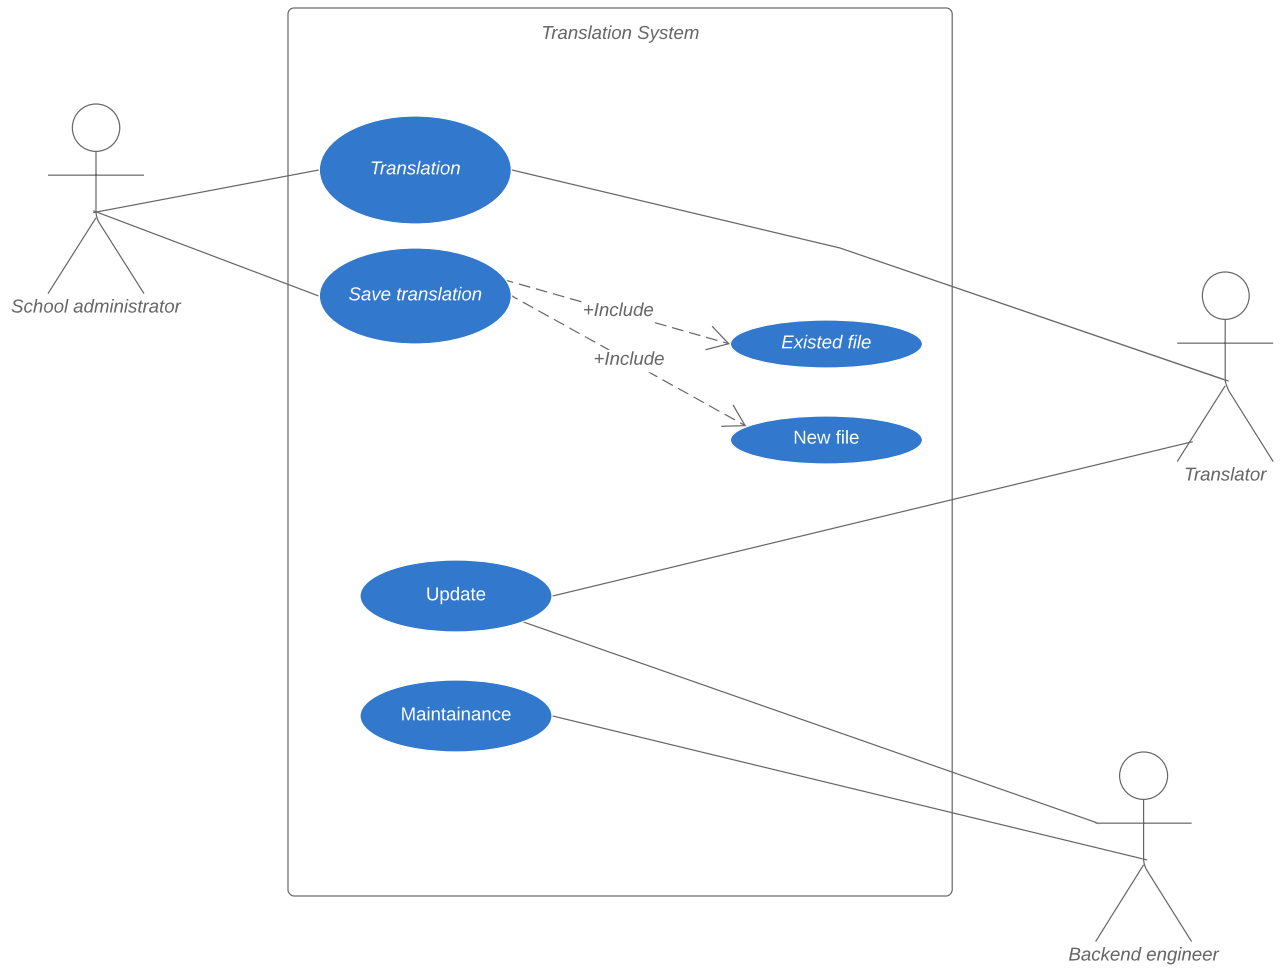 Translation System
Translation
Save translation
School administrator
+Include
Existed file
+Include
New file
Translator
Update
Maintainance
Backend engineer